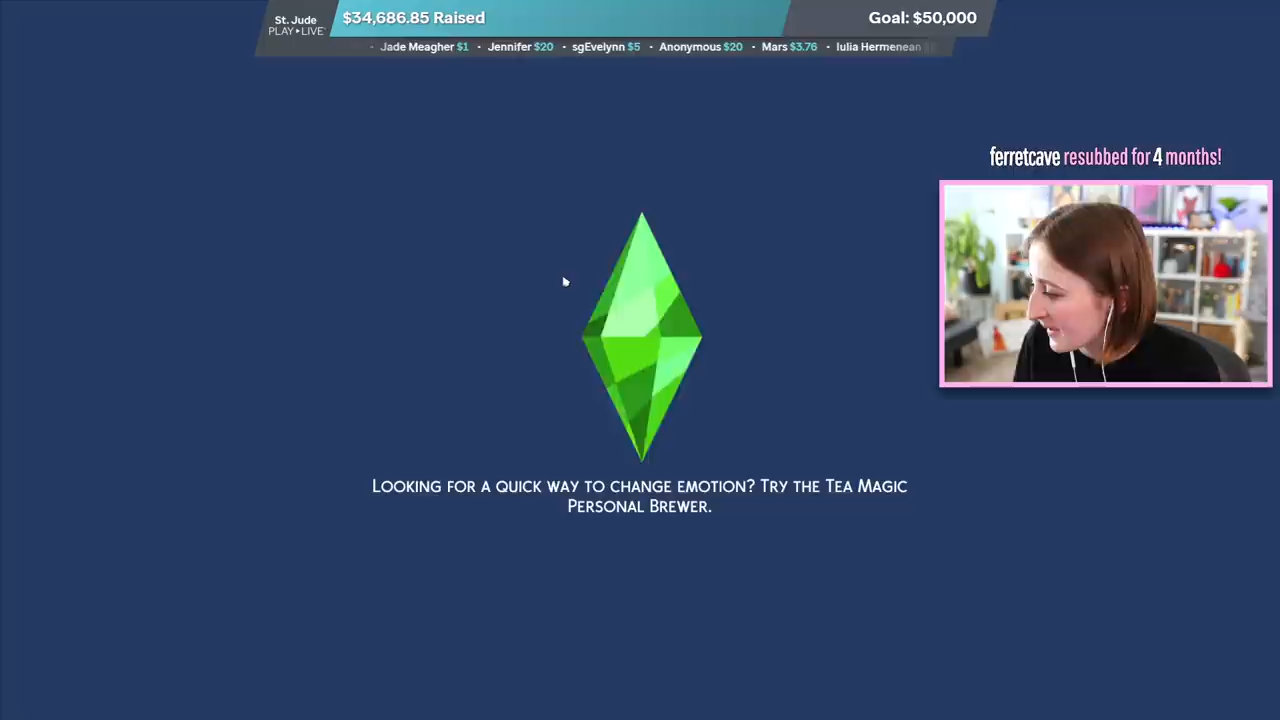 St. Jude
PLAY LIVE
$34,686.85 Raised
Goal: $50,000
· Jade Meagher $1 · Jennifer $20 · sgEvelynn $5 · Anonymous $20 · Mars $3.76 · Iulia Hermenean
ferretcave resubbed for 4 months!
LOOKING FOR A QUICK WAY TO CHANGE EMOTION? TRY THE TEA MAGIC
PERSONAL BREWER.